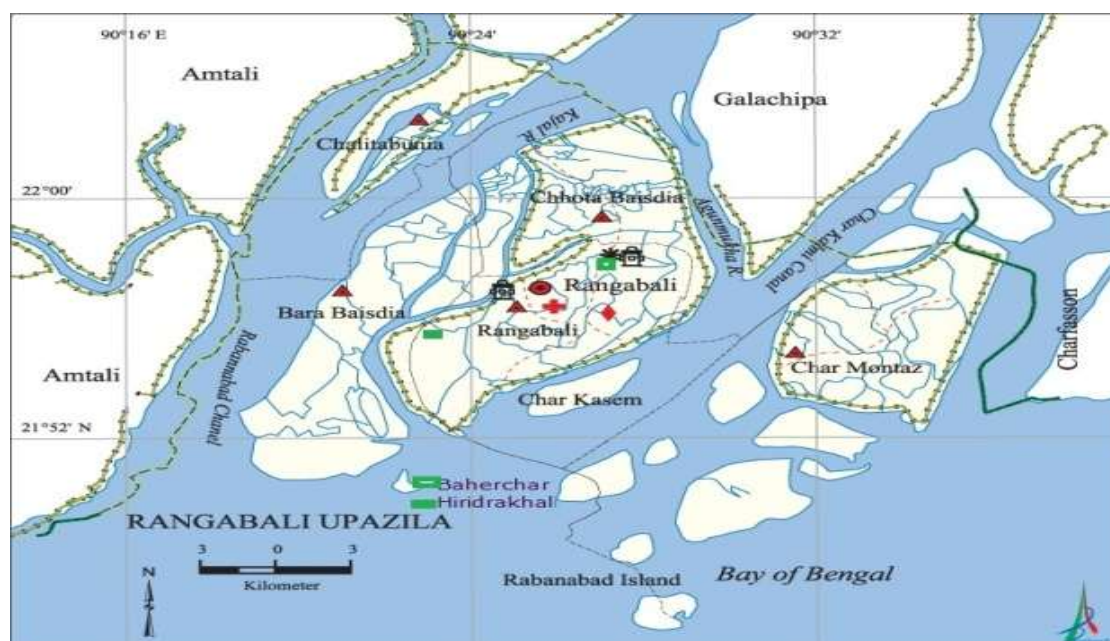 90°16' E
90°24'
90°32'
Amtali
Galachipa
Kajal R.
Chalitabunia
22°00'
Chhota Baisdia
Agunmukha R.
Char Kalmi Canal
Rangabali
Bara Baisdia
Rangabali
Rabannabad Chanel
Charfasson
Char Montaz
Amtali
Char Kasem
21°52' N
Baherchar
Hiridrakhal
RANGABALI UPAZILA
3 0 3
Kilometer
N
Rabanabad Island
Bay of Bengal